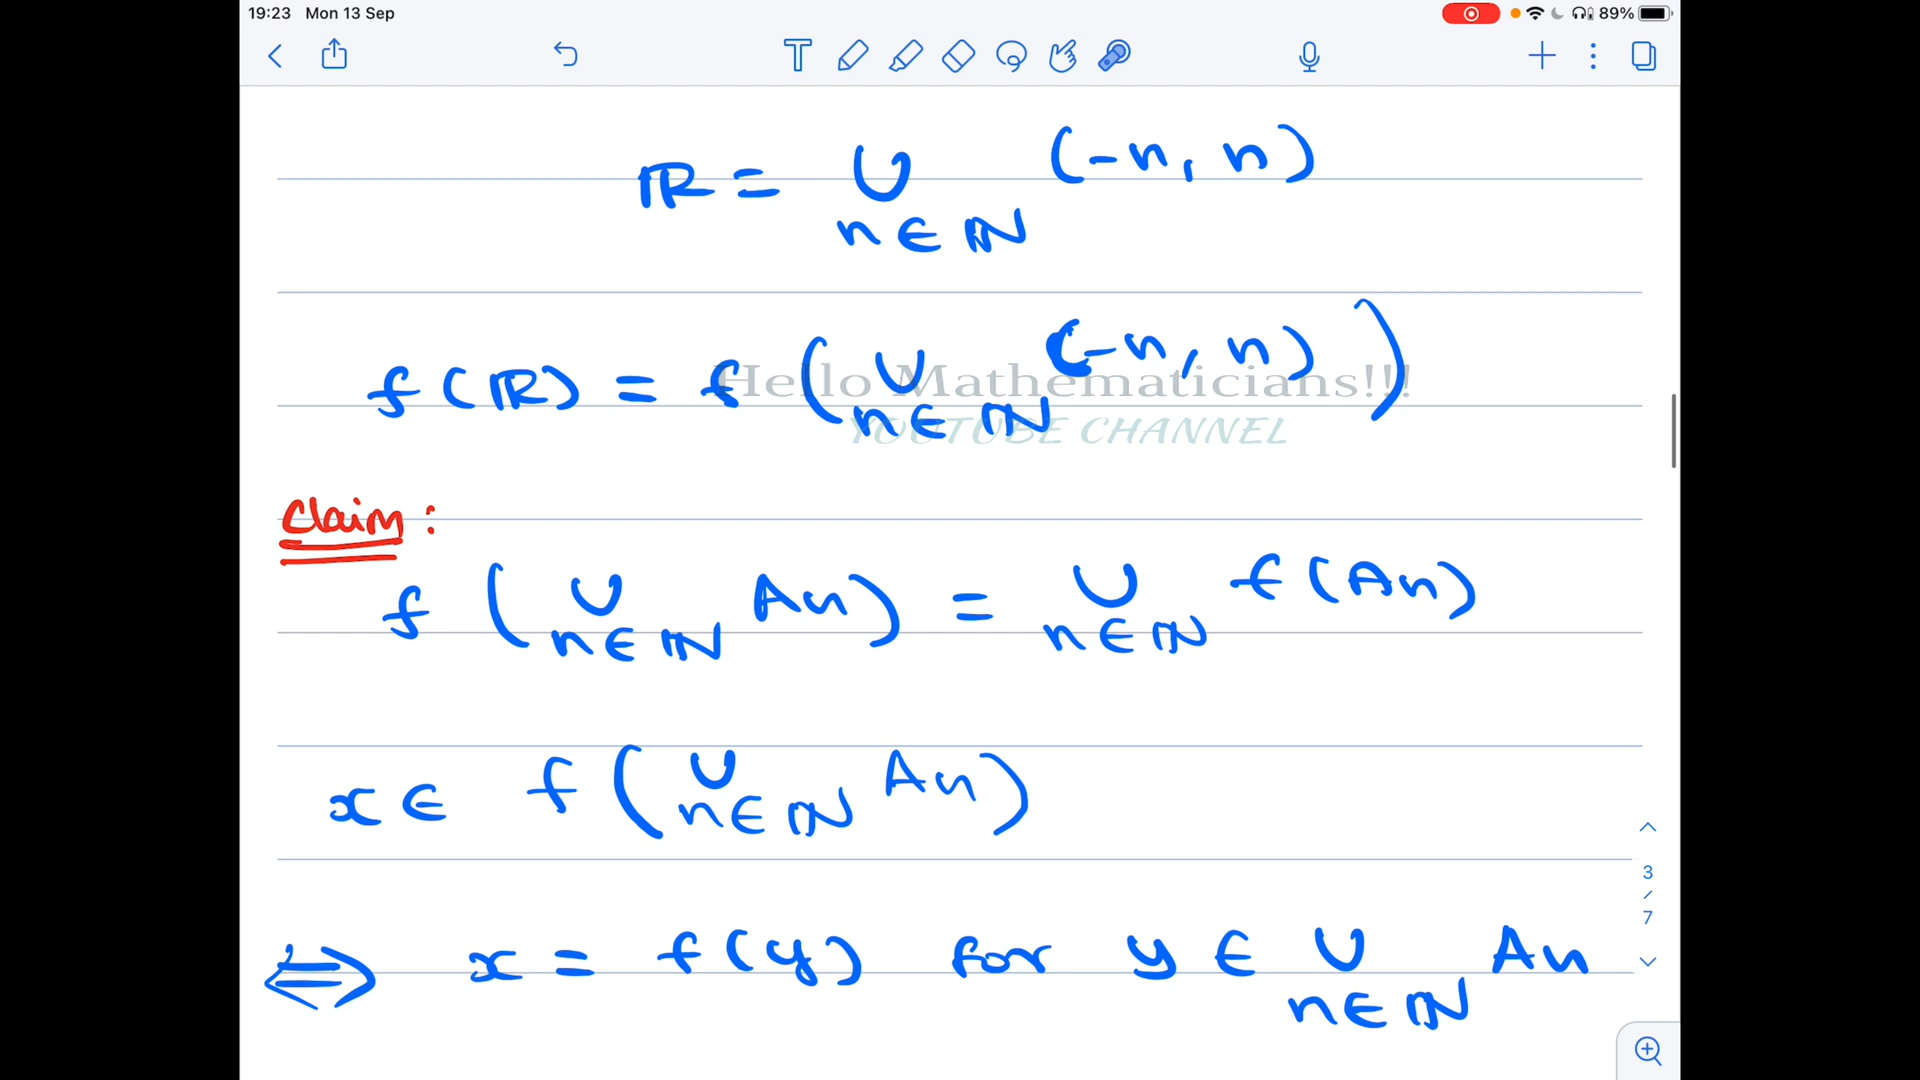 19:23 Mon 13 Sep 89%
ℝ = ∪ (-n, n)
n ∈ ℕ
f(ℝ) = f(∪ (-n, n))
n ∈ ℕ
Hello Mathematicians!!!
YOUTUBE CHANNEL
Claim:
f(∪ An) = ∪ f(An)
n ∈ ℕ n ∈ ℕ
x ∈ f(∪ An)
n ∈ ℕ
3
/
7
⟺ x = f(y) for y ∈ ∪ An
n ∈ ℕ